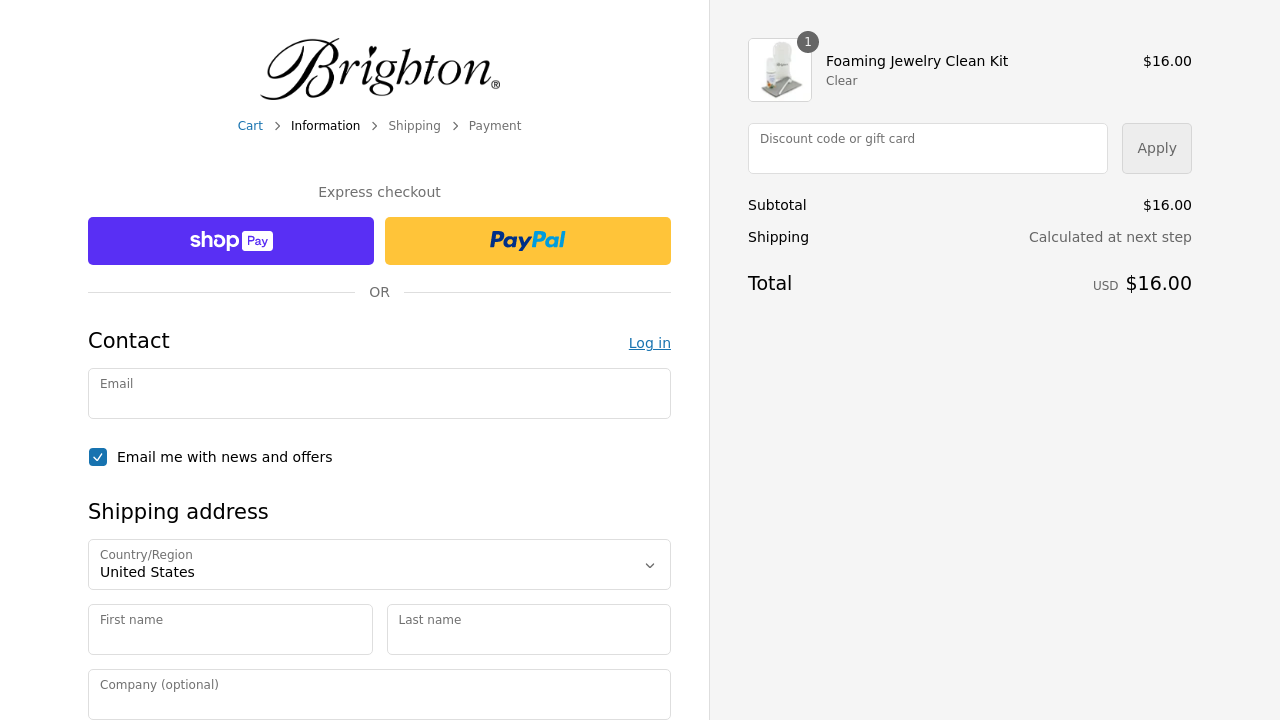 Brighton®
Cart > Information > Shipping > Payment
Express checkout
shop Pay
PayPal
OR
Contact
Log in
Email
Email me with news and offers
Shipping address
Country/Region
United States
First name
Last name
Company (optional)
1
Foaming Jewelry Clean Kit
$16.00
Clear
Discount code or gift card
Apply
Subtotal
$16.00
Shipping
Calculated at next step
Total
USD $16.00